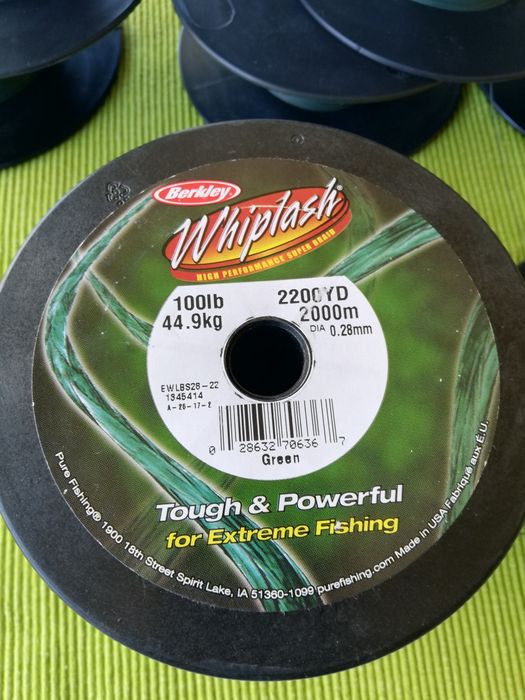 Berkley
Whiplash®
HIGH PERFORMANCE SUPER BRAID
100lb
44.9kg
2200YD
2000m
DIA 0.28mm
EWLBS28-22
1345414
A-26-17-2
0 28632 70636 7
Green
Tough & Powerful
for Extreme Fishing
Pure Fishing® 1900 18th Street Spirit Lake, IA 51360-1099 purefishing.com Made in USA Fabriqué aux É.U.